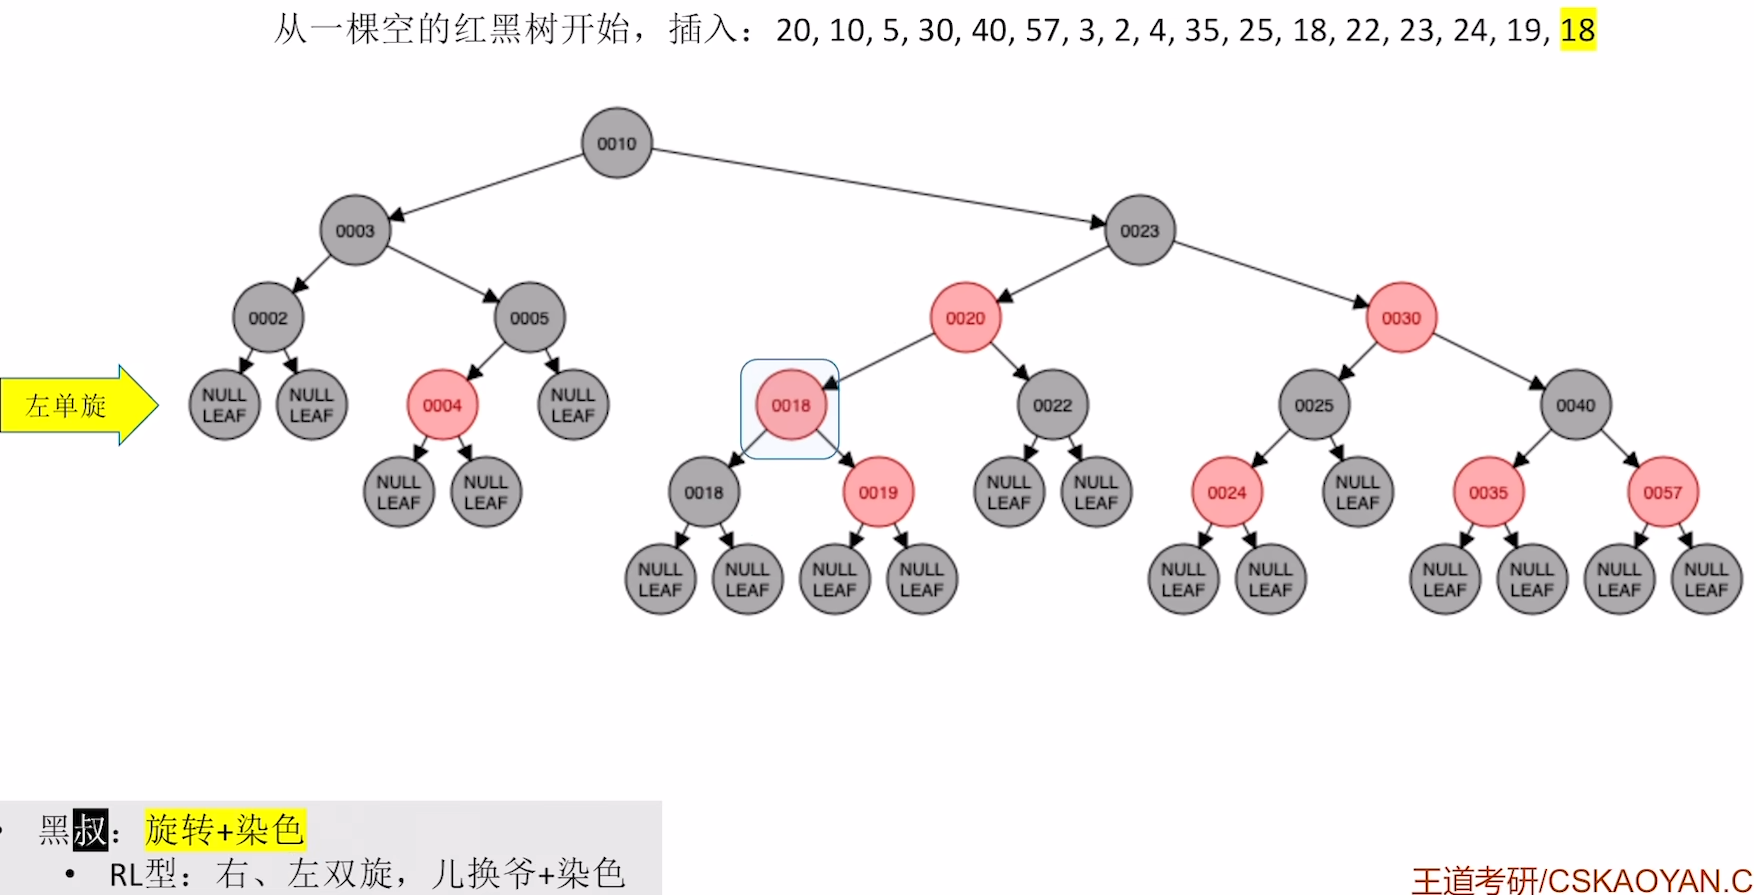 从一棵空的红黑树开始，插入：20, 10, 5, 30, 40, 57, 3, 2, 4, 35, 25, 18, 22, 23, 24, 19, 18
0010
0003
0023
0002
0005
0020
0030
左单旋
NULL LEAF
NULL LEAF
0004
NULL LEAF
0018
0022
0025
0040
NULL LEAF
NULL LEAF
0018
0019
NULL LEAF
NULL LEAF
0024
NULL LEAF
0035
0057
NULL LEAF
NULL LEAF
NULL LEAF
NULL LEAF
NULL LEAF
NULL LEAF
NULL LEAF
NULL LEAF
NULL LEAF
NULL LEAF
• 黑叔：旋转+染色
• RL型：右、左双旋，儿换爷+染色
王道考研/CSKAOYAN.C